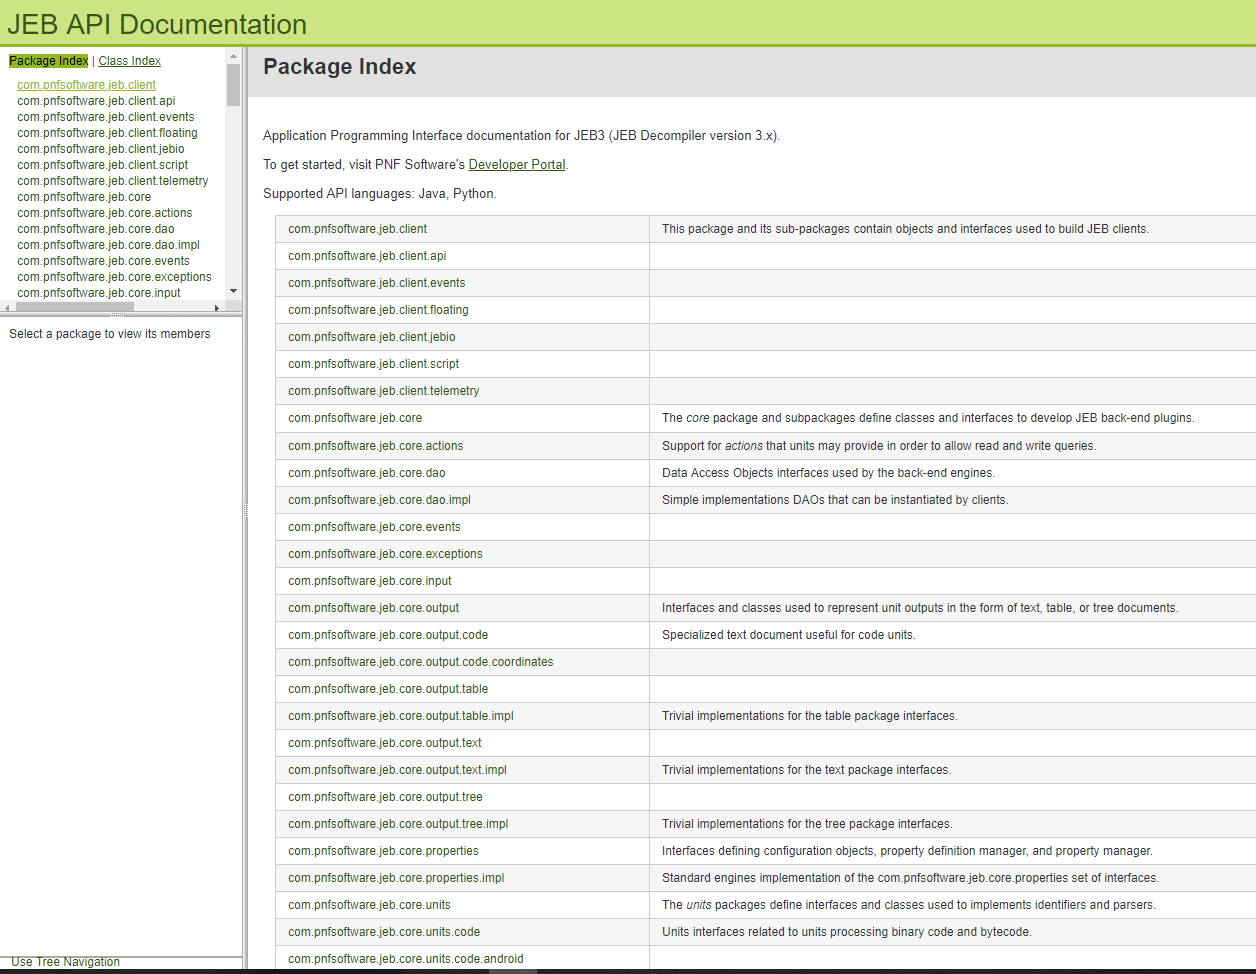 JEB API Documentation
Package Index | Class Index
com.pnfsoftware.jeb.client
com.pnfsoftware.jeb.client.api
com.pnfsoftware.jeb.client.events
com.pnfsoftware.jeb.client.floating
com.pnfsoftware.jeb.client.jebio
com.pnfsoftware.jeb.client.script
com.pnfsoftware.jeb.client.telemetry
com.pnfsoftware.jeb.core
com.pnfsoftware.jeb.core.actions
com.pnfsoftware.jeb.core.dao
com.pnfsoftware.jeb.core.dao.impl
com.pnfsoftware.jeb.core.events
com.pnfsoftware.jeb.core.exceptions
com.pnfsoftware.jeb.core.input
Select a package to view its members
Use Tree Navigation
Package Index
Application Programming Interface documentation for JEB3 (JEB Decompiler version 3.x).
To get started, visit PNF Software's Developer Portal.
Supported API languages: Java, Python.
com.pnfsoftware.jeb.client This package and its sub-packages contain objects and interfaces used to build JEB clients.
com.pnfsoftware.jeb.client.api
com.pnfsoftware.jeb.client.events
com.pnfsoftware.jeb.client.floating
com.pnfsoftware.jeb.client.jebio
com.pnfsoftware.jeb.client.script
com.pnfsoftware.jeb.client.telemetry
com.pnfsoftware.jeb.core The core package and subpackages define classes and interfaces to develop JEB back-end plugins.
com.pnfsoftware.jeb.core.actions Support for actions that units may provide in order to allow read and write queries.
com.pnfsoftware.jeb.core.dao Data Access Objects interfaces used by the back-end engines.
com.pnfsoftware.jeb.core.dao.impl Simple implementations DAOs that can be instantiated by clients.
com.pnfsoftware.jeb.core.events
com.pnfsoftware.jeb.core.exceptions
com.pnfsoftware.jeb.core.input
com.pnfsoftware.jeb.core.output Interfaces and classes used to represent unit outputs in the form of text, table, or tree documents.
com.pnfsoftware.jeb.core.output.code Specialized text document useful for code units.
com.pnfsoftware.jeb.core.output.code.coordinates
com.pnfsoftware.jeb.core.output.table
com.pnfsoftware.jeb.core.output.table.impl Trivial implementations for the table package interfaces.
com.pnfsoftware.jeb.core.output.text
com.pnfsoftware.jeb.core.output.text.impl Trivial implementations for the text package interfaces.
com.pnfsoftware.jeb.core.output.tree
com.pnfsoftware.jeb.core.output.tree.impl Trivial implementations for the tree package interfaces.
com.pnfsoftware.jeb.core.properties Interfaces defining configuration objects, property definition manager, and property manager.
com.pnfsoftware.jeb.core.properties.impl Standard engines implementation of the com.pnfsoftware.jeb.core.properties set of interfaces.
com.pnfsoftware.jeb.core.units The units packages define interfaces and classes used to implements identifiers and parsers.
com.pnfsoftware.jeb.core.units.code Units interfaces related to units processing binary code and bytecode.
com.pnfsoftware.jeb.core.units.code.android